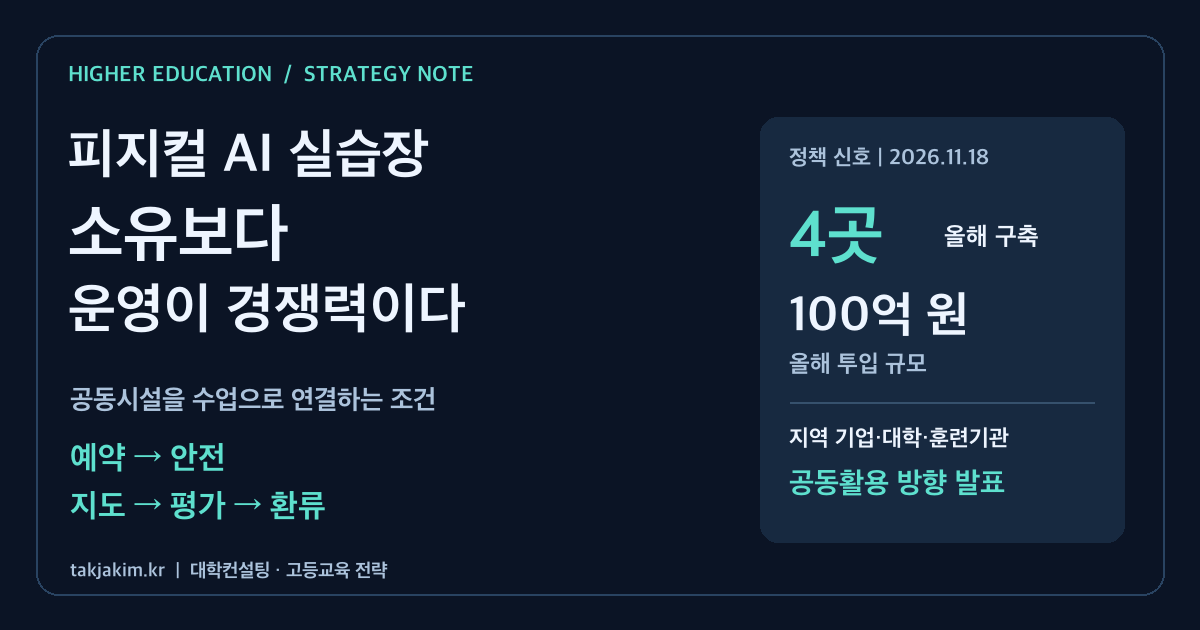 HIGHER EDUCATION / STRATEGY NOTE
피지컬 AI 실습장
소유보다
운영이 경쟁력이다
공동시설을 수업으로 연결하는 조건
예약 → 안전
지도 → 평가 → 환류
takjakim.kr | 대학컨설팅 · 고등교육 전략
정책 신호 | 2026.11.18
4곳 올해 구축
100억 원
올해 투입 규모
지역 기업·대학·훈련기관
공동활용 방향 발표